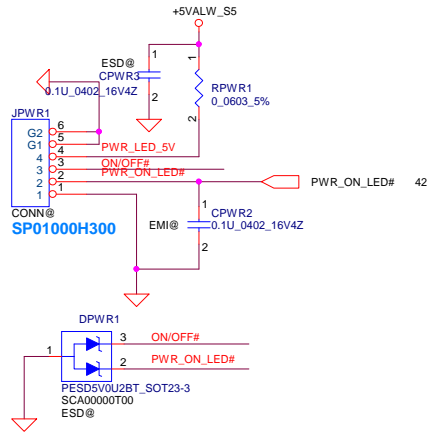 +5VALW_S5
1
ESD@
CPWR3
0.1U_0402_16V4Z
2
1
RPWR1
0_0603_5%
2
JPWR1
G2
G1
4
3
2
1
6
5
4
3
2
1
PWR_LED_5V
ON/OFF#
PWR_ON_LED#
PWR_ON_LED# 42
CONN@
SP01000H300
1
EMI@
CPWR2
0.1U_0402_16V4Z
2
DPWR1
1
3
ON/OFF#
2
PWR_ON_LED#
PESD5V0U2BT_SOT23-3
SCA00000T00
ESD@